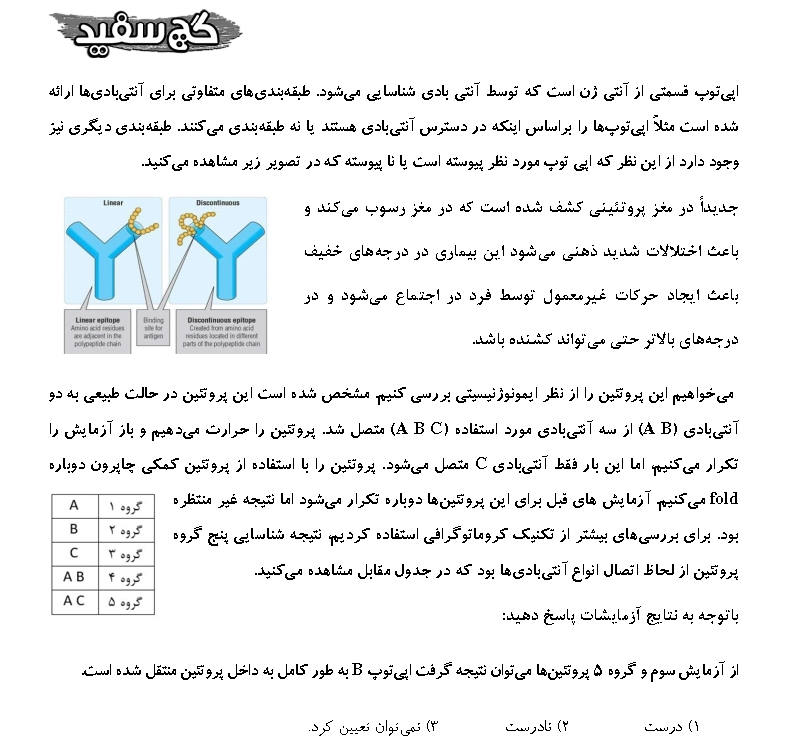 گچ سفید
اپی‌توپ قسمتی از آنتی ژن است که توسط آنتی بادی شناسایی می‌شود. طبقه‌بندی‌های متفاوتی برای آنتی‌بادی‌ها ارائه
شده است مثلاً اپی‌توپ‌ها را براساس اینکه در دسترس آنتی‌بادی هستند یا نه طبقه‌بندی می‌کنند. طبقه‌بندی دیگری نیز
وجود دارد از این نظر که اپی توپ مورد نظر پیوسته است یا نا پیوسته که در تصویر زیر مشاهده می‌کنید.
جدیداً در مغز پروتئینی کشف شده است که در مغز رسوب می‌کند و
باعث اختلالات شدید ذهنی می‌شود این بیماری در درجه‌های خفیف
باعث ایجاد حرکات غیرمعمول توسط فرد در اجتماع می‌شود و در
درجه‌های بالاتر حتی می‌تواند کشنده باشد.
Linear
Discontinuous
Linear epitope
Amino acid residues
are adjacent in the
polypeptide chain
Binding
site for
antigen
Discontinuous epitope
Created from amino acid
residues located in different
parts of the polypeptide chain
می‌خواهیم این پروتئین را از نظر ایمونوژنیسیتی بررسی کنیم. مشخص شده است این پروتئین در حالت طبیعی به دو
آنتی‌بادی (A B) از سه آنتی‌بادی مورد استفاده (A B C) متصل شد. پروتئین را حرارت می‌دهیم و باز آزمایش را
تکرار می‌کنیم. اما این بار فقط آنتی‌بادی C متصل می‌شود. پروتئین را با استفاده از پروتئین کمکی چاپرون دوباره
fold می‌کنیم. آزمایش های قبل برای این پروتئین‌ها دوباره تکرار می‌شود اما نتیجه غیر منتظره
بود. برای بررسی‌های بیشتر از تکنیک کروماتوگرافی استفاده کردیم. نتیجه شناسایی پنج گروه
پروتئین از لحاظ اتصال انواع آنتی‌بادی‌ها بود که در جدول مقابل مشاهده می‌کنید.
گروه ۱ A
گروه ۲ B
گروه ۳ C
گروه ۴ A B
گروه ۵ A C
باتوجه به نتایج آزمایشات پاسخ دهید:
از آزمایش سوم و گروه ۵ پروتئین‌ها می‌توان نتیجه گرفت اپی‌توپ B به طور کامل به داخل پروتئین منتقل شده است.
۱) درست ۲) نادرست ۳) نمی‌توان تعیین کرد.